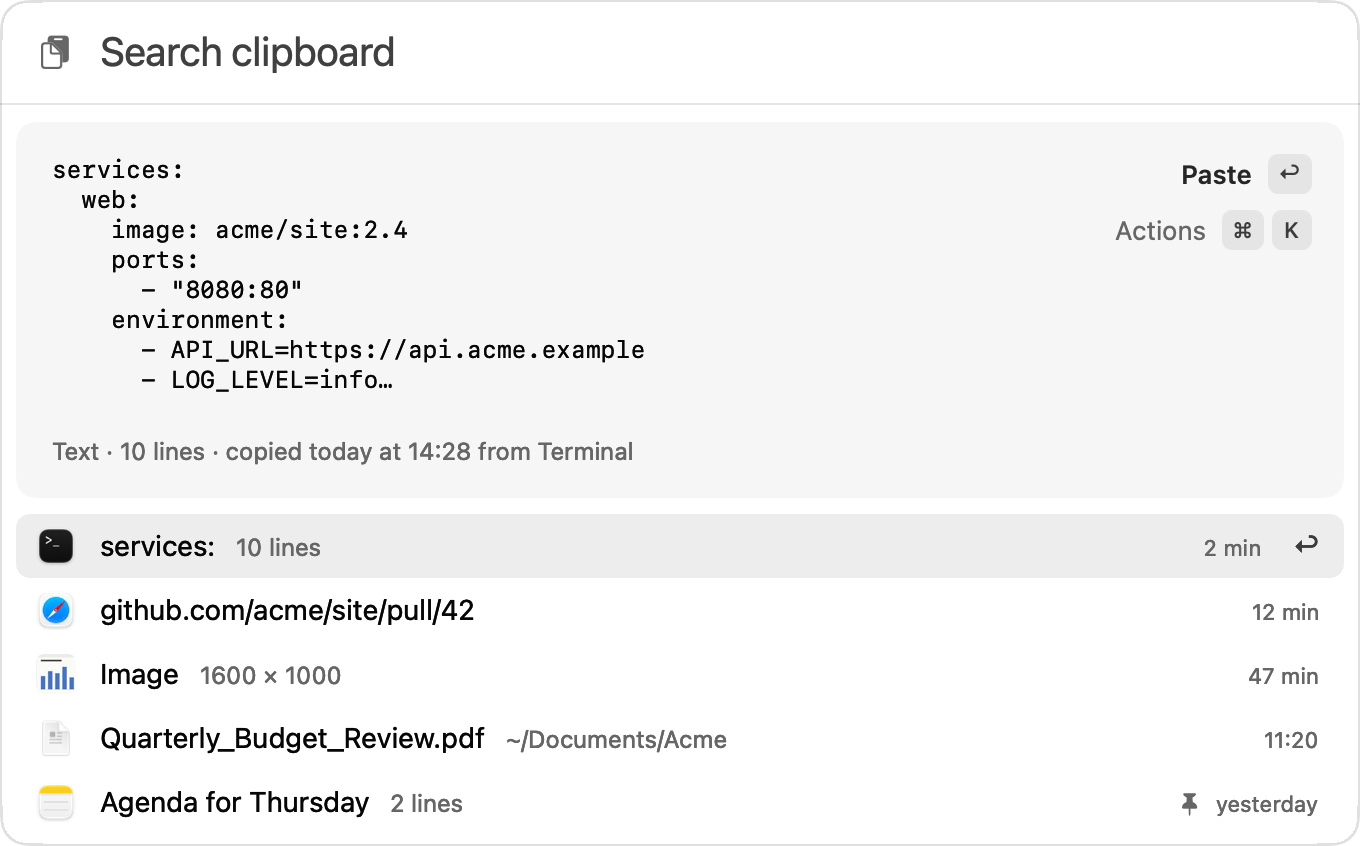 Search clipboard
services:
  web:
    image: acme/site:2.4
    ports:
      - "8080:80"
    environment:
      - API_URL=https://api.acme.example
      - LOG_LEVEL=info…
Paste ↩
Actions ⌘ K
Text · 10 lines · copied today at 14:28 from Terminal
services: 10 lines 2 min ↩
github.com/acme/site/pull/42 12 min
Image 1600 × 1000 47 min
Quarterly_Budget_Review.pdf ~/Documents/Acme 11:20
Agenda for Thursday 2 lines yesterday